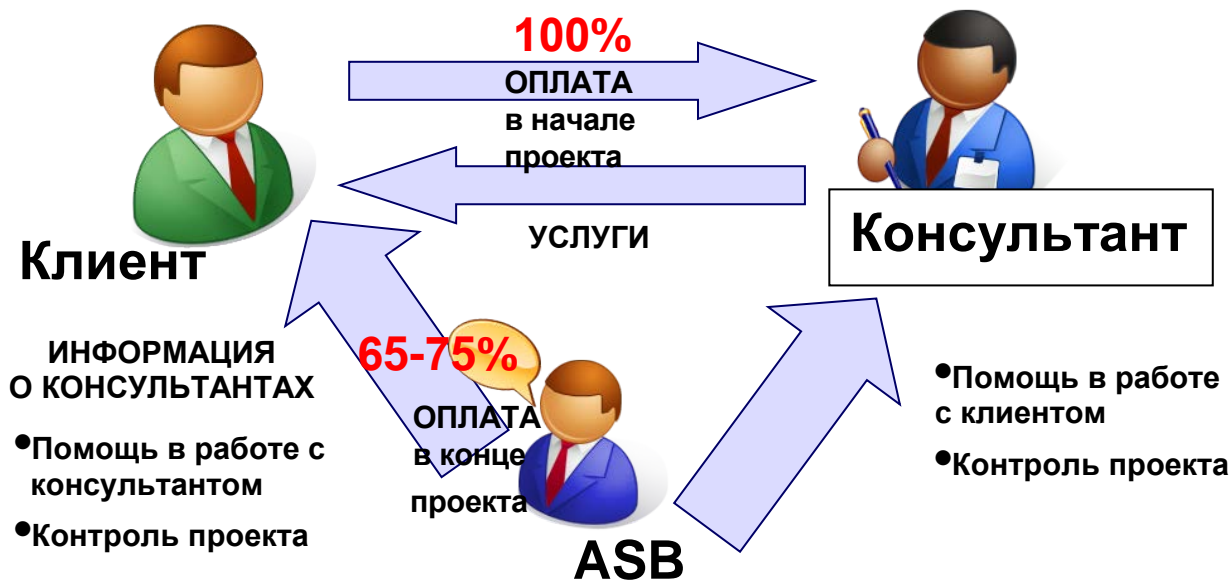 100%
ОПЛАТА
в начале
проекта
УСЛУГИ
Клиент
Консультант
ИНФОРМАЦИЯ
О КОНСУЛЬТАНТАХ
•Помощь в работе с
консультантом
•Контроль проекта
65-75%
ОПЛАТА
в конце
проекта
ASB
•Помощь в работе
с клиентом
•Контроль проекта